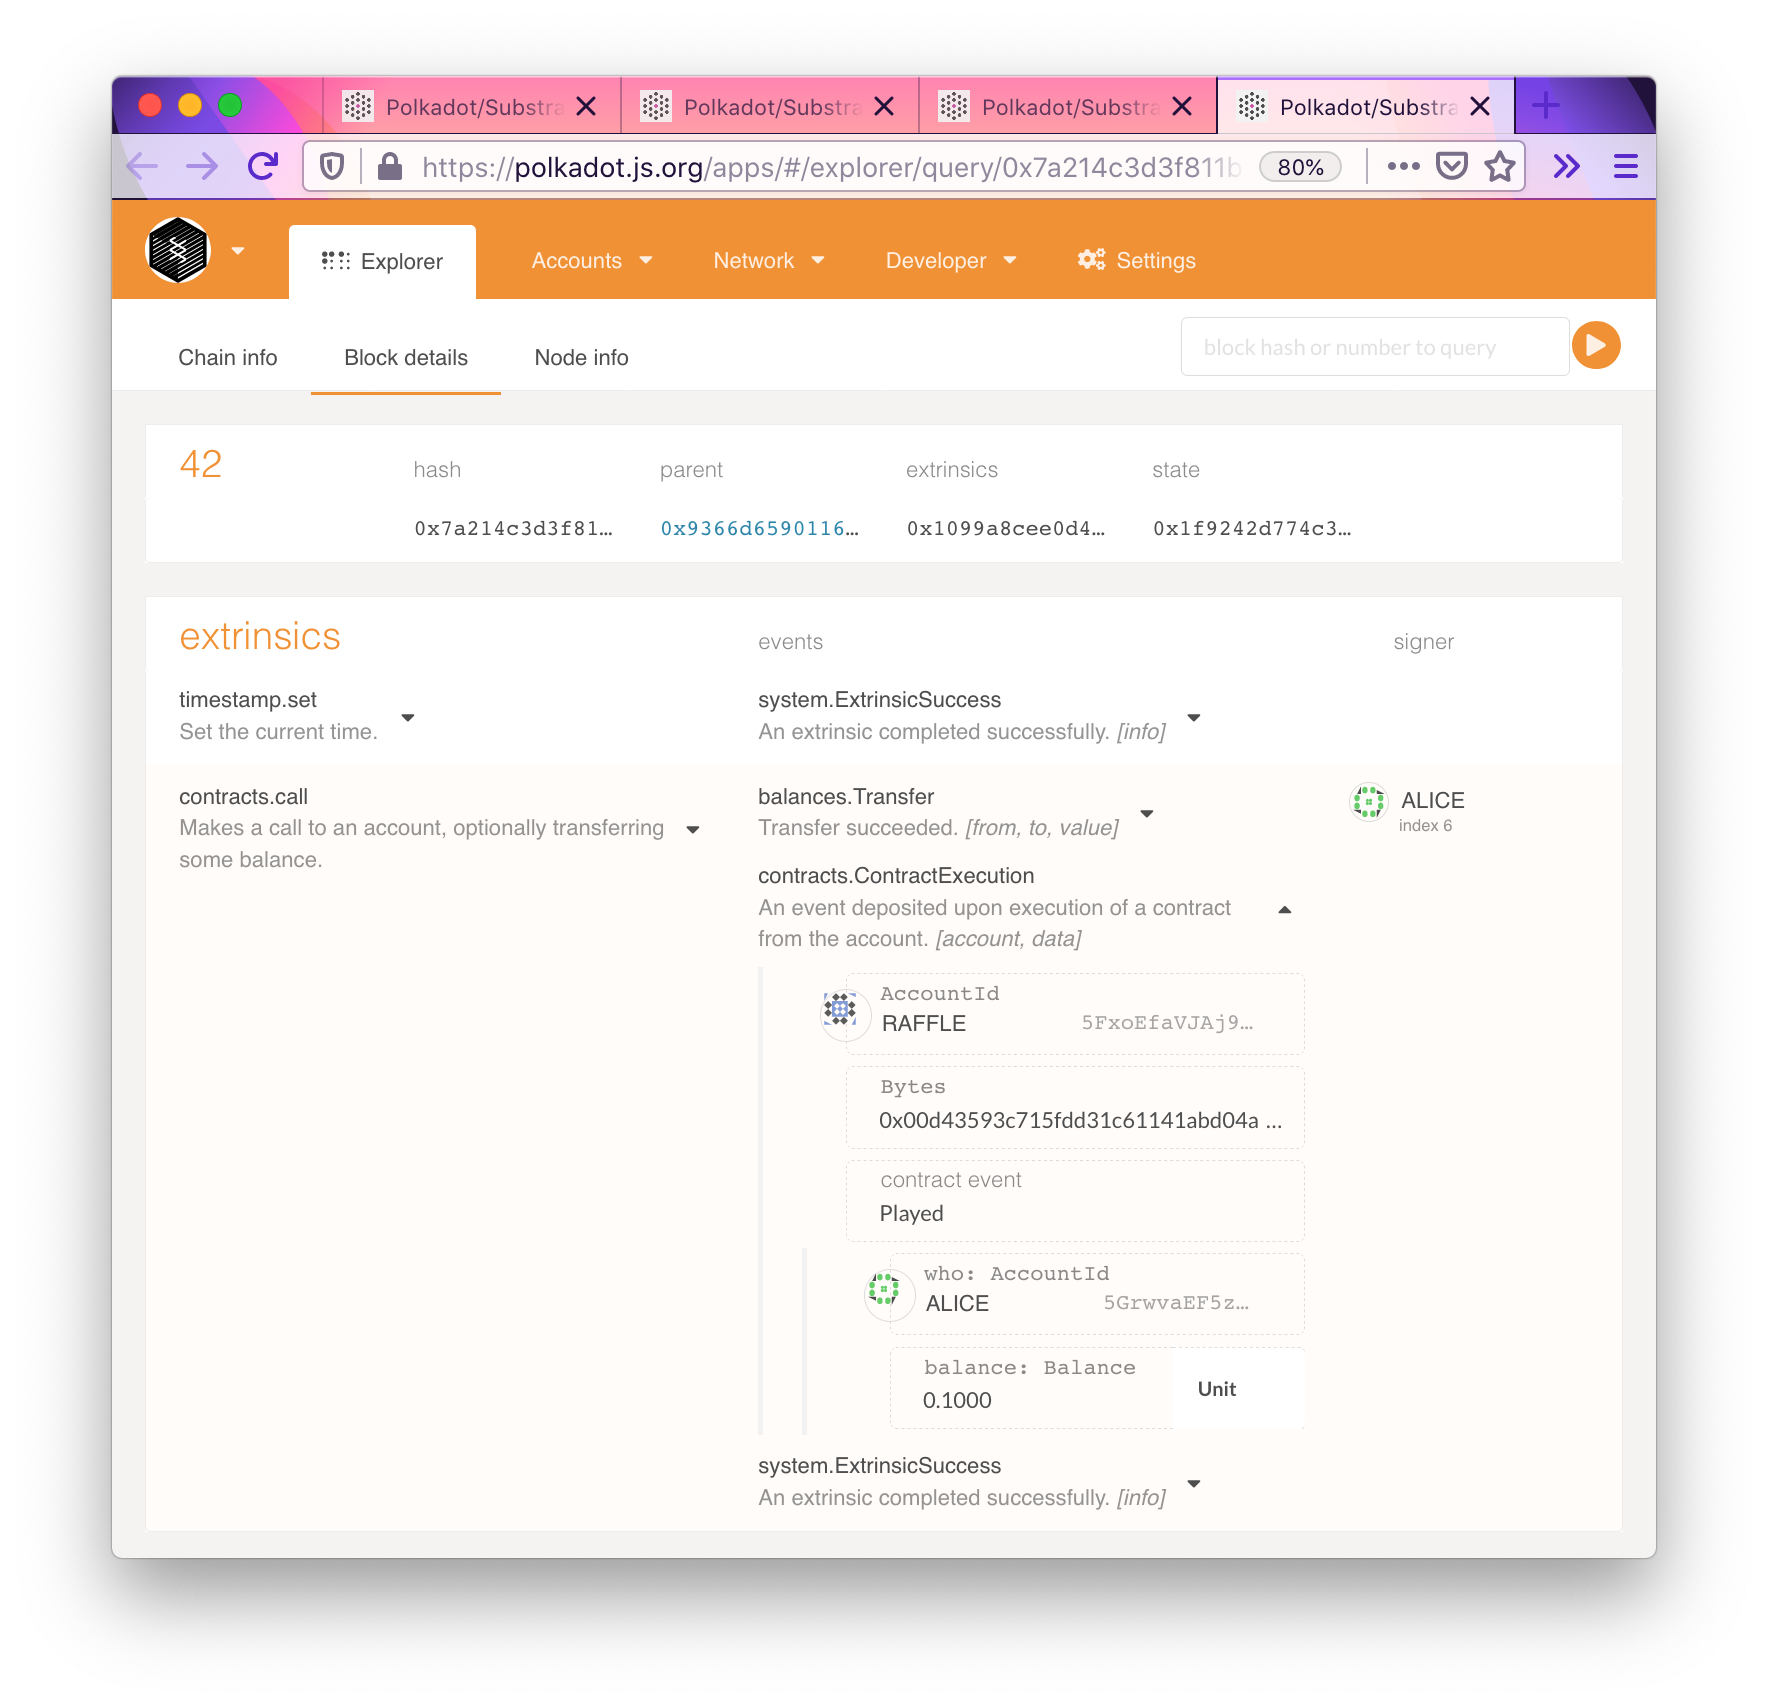 Polkadot/Substra
Polkadot/Substra
Polkadot/Substra
Polkadot/Substra
https://polkadot.js.org/apps/#/explorer/query/0x7a214c3d3f811b
80%
Explorer
Accounts
Network
Developer
Settings
Chain info
Block details
Node info
block hash or number to query
42
hash
parent
extrinsics
state
0x7a214c3d3f81…
0x9366d6590116…
0x1099a8cee0d4…
0x1f9242d774c3…
extrinsics
events
signer
timestamp.set
Set the current time.
system.ExtrinsicSuccess
An extrinsic completed successfully. [info]
contracts.call
Makes a call to an account, optionally transferring
some balance.
balances.Transfer
Transfer succeeded. [from, to, value]
ALICE
index 6
contracts.ContractExecution
An event deposited upon execution of a contract
from the account. [account, data]
AccountId
RAFFLE
5FxoEfaVJAj9…
Bytes
0x00d43593c715fdd31c61141abd04a …
contract event
Played
who: AccountId
ALICE
5GrwvaEF5z…
balance: Balance
0.1000
Unit
system.ExtrinsicSuccess
An extrinsic completed successfully. [info]